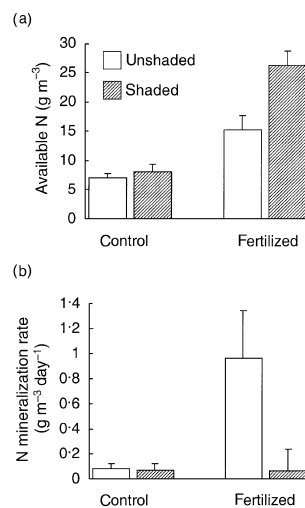 (a)
30
25
20
15
10
5
0
Available N (g m⁻³)
Unshaded
Shaded
Control Fertilized
(b)
1·4
1·2
1
0·8
0·6
0·4
0·2
0
N mineralization rate
(g m⁻³ day⁻¹)
Control Fertilized